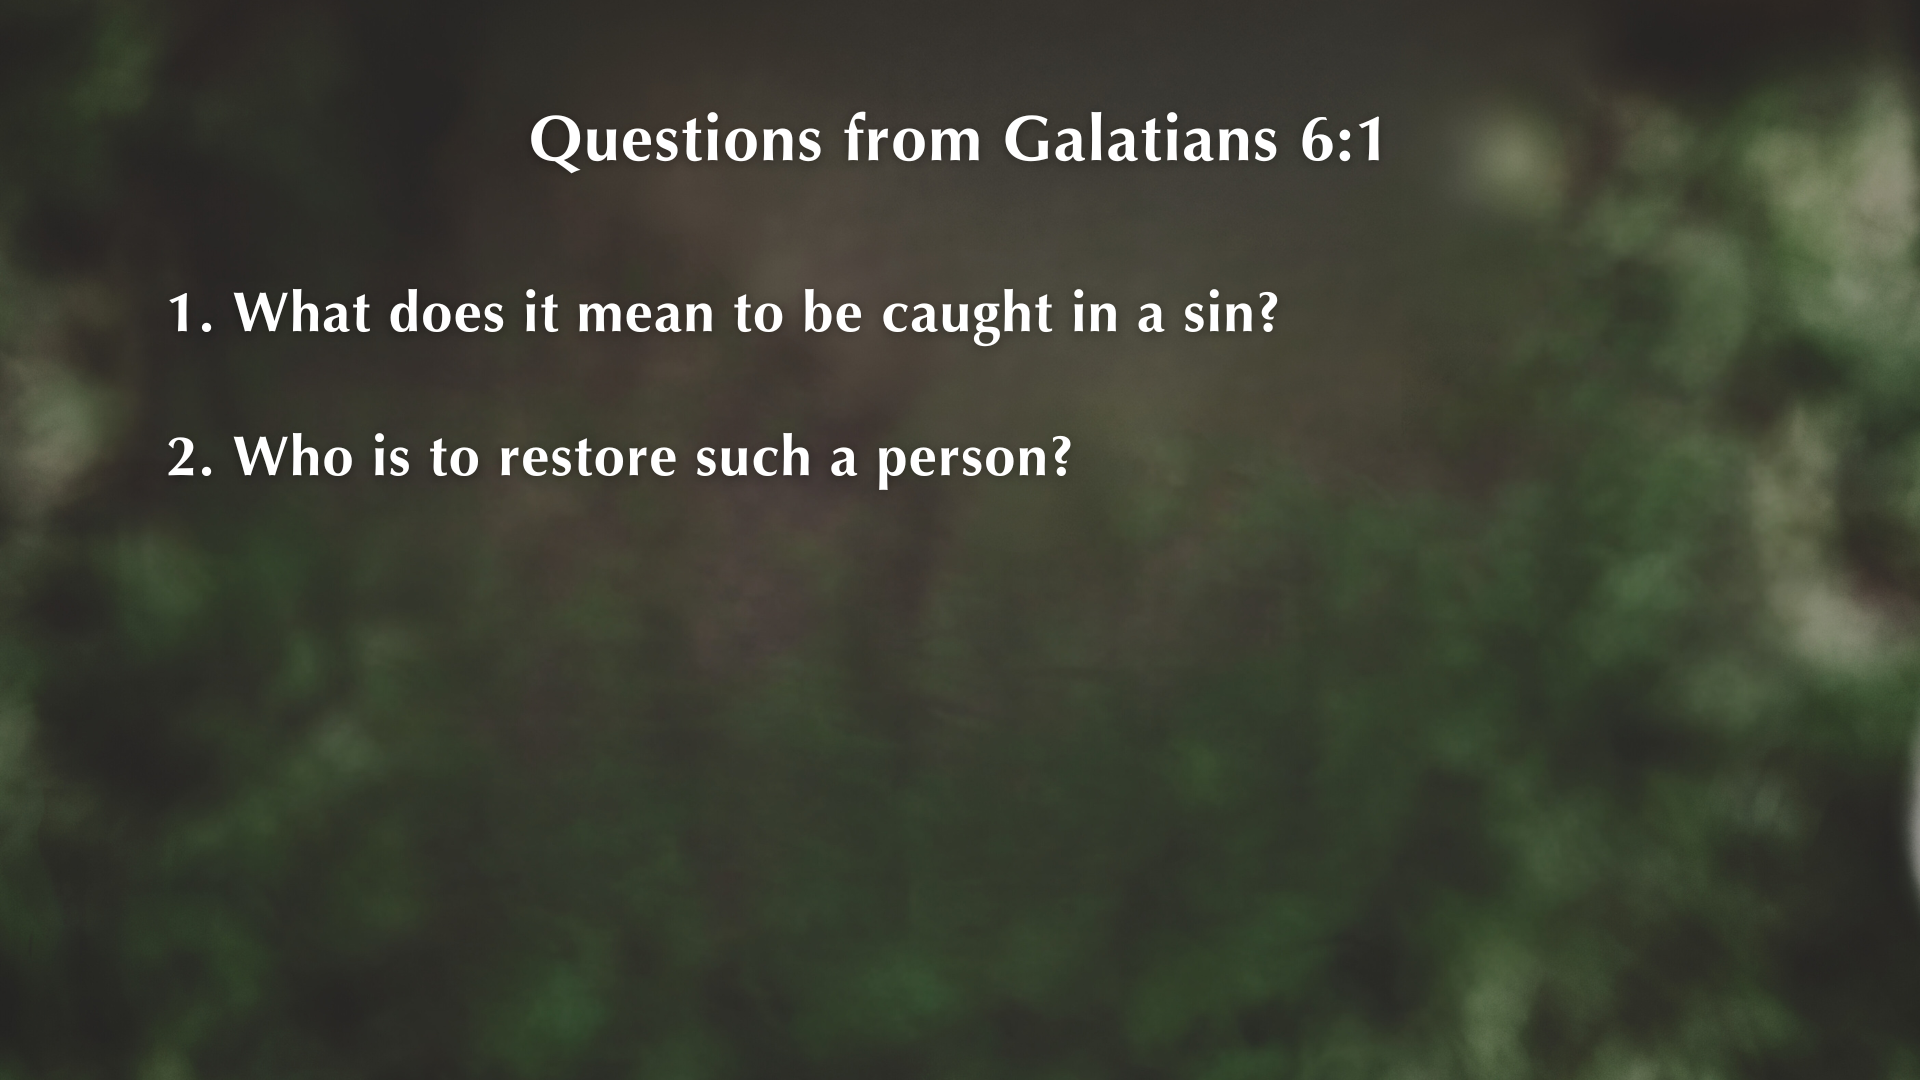 Questions from Galatians 6:1
1. What does it mean to be caught in a sin?
2. Who is to restore such a person?